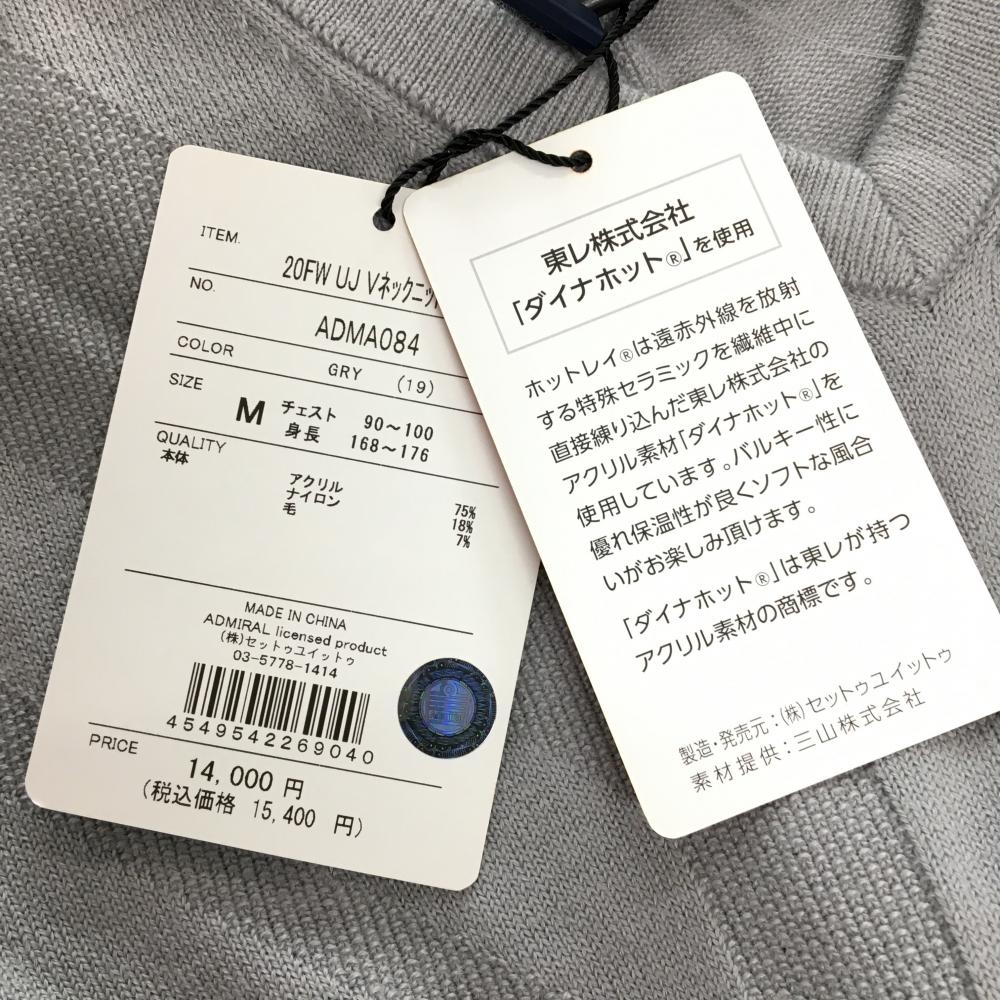 ITEM.
20FW UJ Vネックニッ
NO.
ADMA084
COLOR
GRY (19)
SIZE
M チェスト 90～100
身長 168～176
QUALITY
本体
アクリル 75%
ナイロン 18%
毛 7%
MADE IN CHINA
ADMIRAL licensed product
(株)セットゥユイットゥ
03-5778-1414
4549542269040
PRICE
14,000 円
(税込価格 15,400 円)
東レ株式会社
「ダイナホット®」を使用
ホットレイ®は遠赤外線を放射
する特殊セラミックを繊維中に
直接練り込んだ東レ株式会社の
アクリル素材「ダイナホット®」を
使用しています。バルキー性に
優れ保温性が良くソフトな風合
いがお楽しみ頂けます。
「ダイナホット®」は東レが持つ
アクリル素材の商標です。
製造・発売元：(株)セットゥユイットゥ
素材提供：三山株式会社